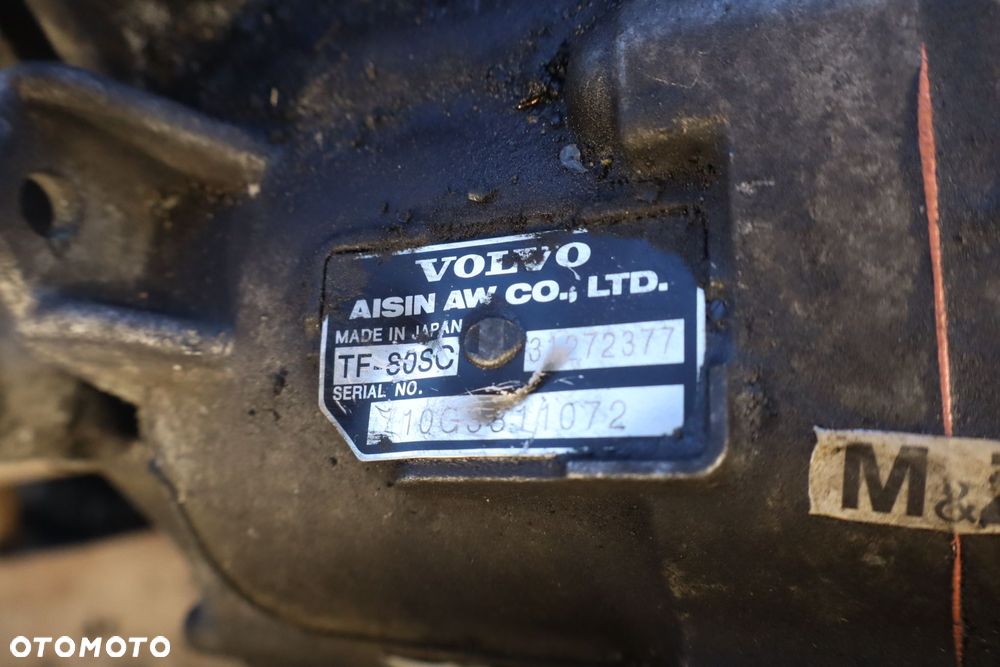 VOLVO
AISIN AW CO., LTD.
MADE IN JAPAN
TF-80SC 31272377
SERIAL NO.
M&
OTOMOTO